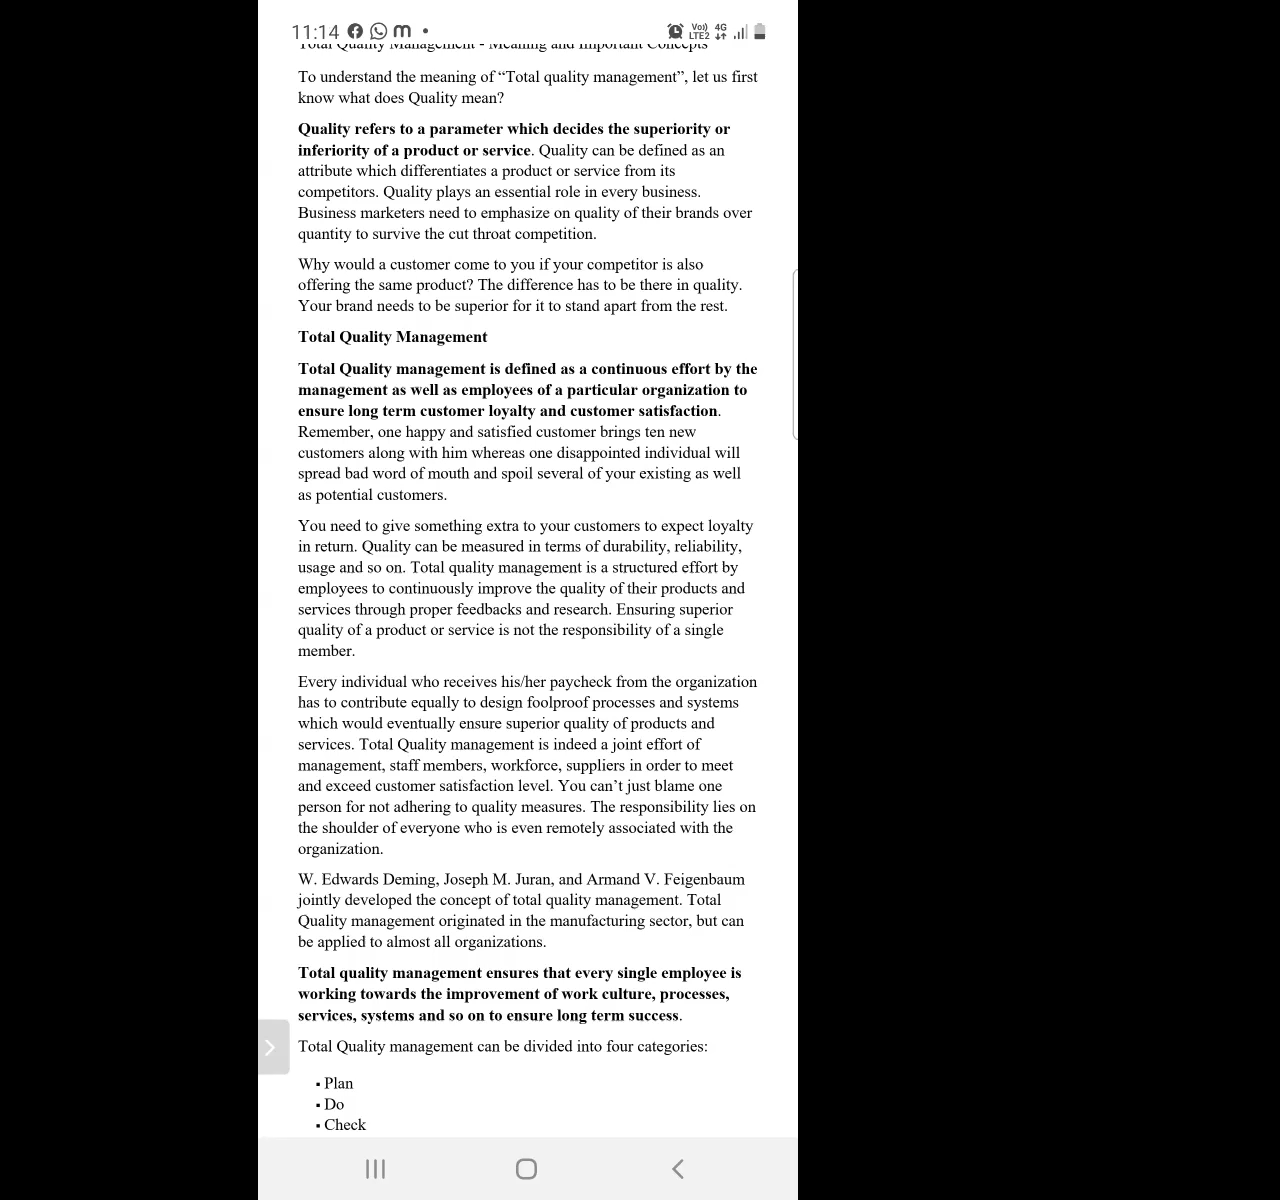 11:14
Vo) 4G
LTE2
Total Quality Management - Meaning and Important Concepts
To understand the meaning of “Total quality management”, let us first
know what does Quality mean?
Quality refers to a parameter which decides the superiority or
inferiority of a product or service. Quality can be defined as an
attribute which differentiates a product or service from its
competitors. Quality plays an essential role in every business.
Business marketers need to emphasize on quality of their brands over
quantity to survive the cut throat competition.
Why would a customer come to you if your competitor is also
offering the same product? The difference has to be there in quality.
Your brand needs to be superior for it to stand apart from the rest.
Total Quality Management
Total Quality management is defined as a continuous effort by the
management as well as employees of a particular organization to
ensure long term customer loyalty and customer satisfaction.
Remember, one happy and satisfied customer brings ten new
customers along with him whereas one disappointed individual will
spread bad word of mouth and spoil several of your existing as well
as potential customers.
You need to give something extra to your customers to expect loyalty
in return. Quality can be measured in terms of durability, reliability,
usage and so on. Total quality management is a structured effort by
employees to continuously improve the quality of their products and
services through proper feedbacks and research. Ensuring superior
quality of a product or service is not the responsibility of a single
member.
Every individual who receives his/her paycheck from the organization
has to contribute equally to design foolproof processes and systems
which would eventually ensure superior quality of products and
services. Total Quality management is indeed a joint effort of
management, staff members, workforce, suppliers in order to meet
and exceed customer satisfaction level. You can’t just blame one
person for not adhering to quality measures. The responsibility lies on
the shoulder of everyone who is even remotely associated with the
organization.
W. Edwards Deming, Joseph M. Juran, and Armand V. Feigenbaum
jointly developed the concept of total quality management. Total
Quality management originated in the manufacturing sector, but can
be applied to almost all organizations.
Total quality management ensures that every single employee is
working towards the improvement of work culture, processes,
services, systems and so on to ensure long term success.
Total Quality management can be divided into four categories:
▪ Plan
▪ Do
▪ Check